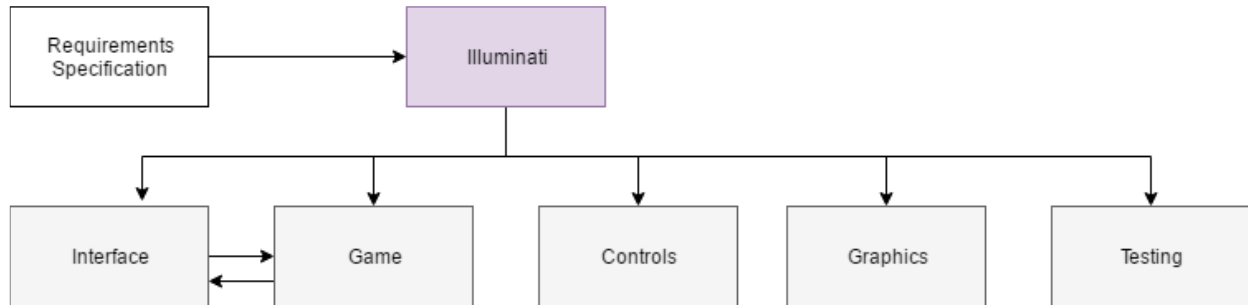 Requirements
Specification
Illuminati
Interface
Game
Controls
Graphics
Testing